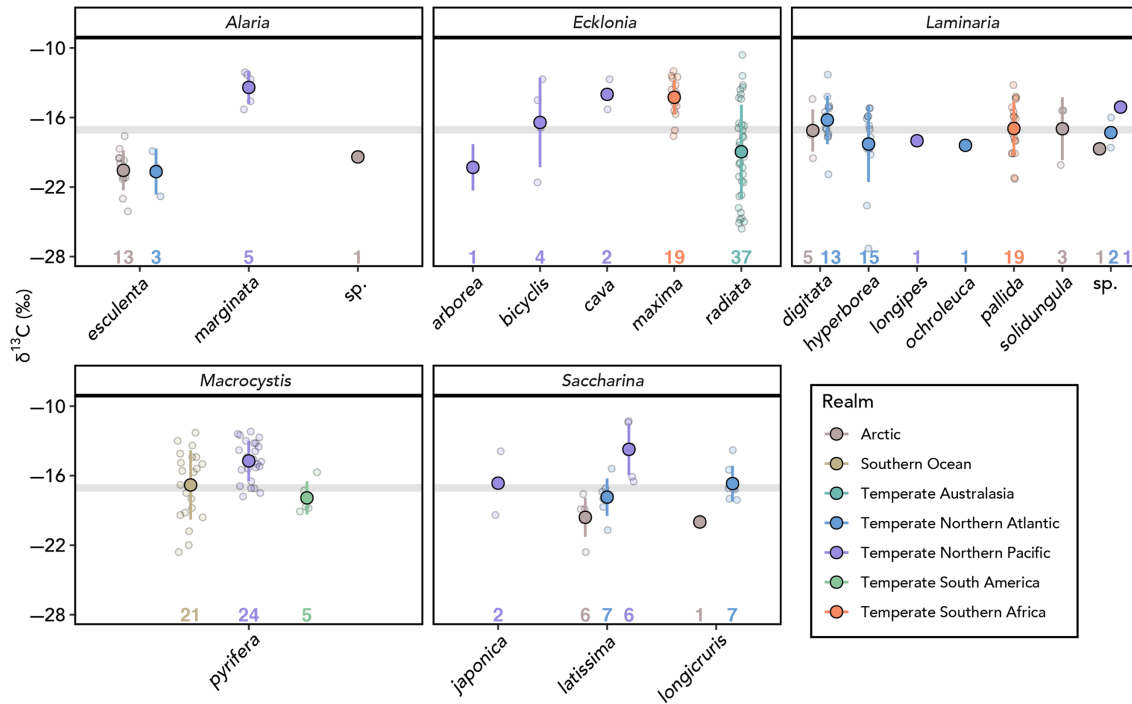 Alaria
Ecklonia
Laminaria
−10
−16
−22
−28
13 3 5 1
1 4 2 19 37
5 13 15 1 1 19 3 1 2 1
esculenta
marginata
sp.
arborea
bicyclis
cava
maxima
radiata
digitata
hyperborea
longipes
ochroleuca
pallida
solidungula
sp.
δ¹³C (‰)
Macrocystis
Saccharina
−10
−16
−22
−28
21 24 5
2 6 7 6 1 7
pyrifera
japonica
latissima
longicruris
Realm
Arctic
Southern Ocean
Temperate Australasia
Temperate Northern Atlantic
Temperate Northern Pacific
Temperate South America
Temperate Southern Africa